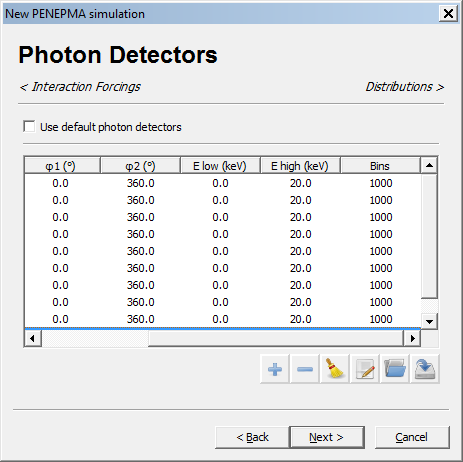 New PENEPMA simulation
Photon Detectors
< Interaction Forcings Distributions >
Use default photon detectors
φ1 (°) φ2 (°) E low (keV) E high (keV) Bins
0.0 360.0 0.0 20.0 1000
0.0 360.0 0.0 20.0 1000
0.0 360.0 0.0 20.0 1000
0.0 360.0 0.0 20.0 1000
0.0 360.0 0.0 20.0 1000
0.0 360.0 0.0 20.0 1000
0.0 360.0 0.0 20.0 1000
0.0 360.0 0.0 20.0 1000
0.0 360.0 0.0 20.0 1000
< Back Next > Cancel